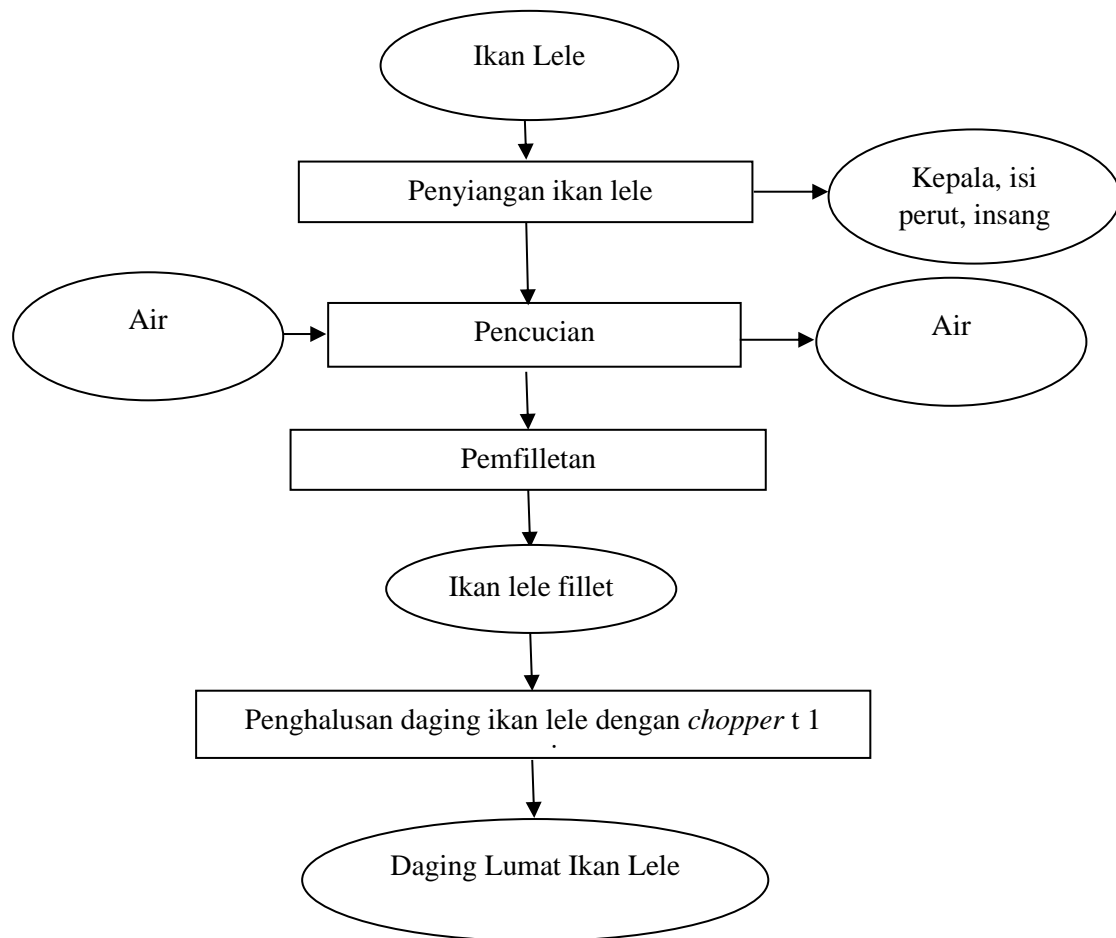 Ikan Lele
Penyiangan ikan lele
Kepala, isi
perut, insang
Air
Pencucian
Air
Pemfilletan
Ikan lele fillet
Penghalusan daging ikan lele dengan chopper t 1
Daging Lumat Ikan Lele